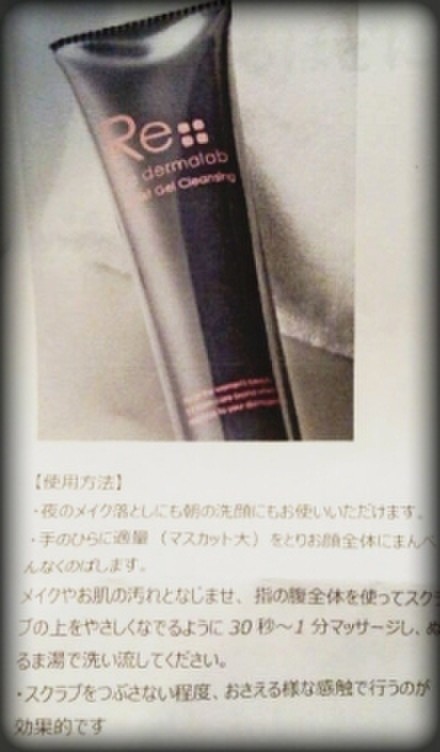 Re
dermalab
Gel Cleansing
【使用方法】
・夜のメイク落としにも朝の洗顔にもお使いいただけます。
・手のひらに適量（マスカット大）をとりお顔全体にまんべ
んなくのばします。
メイクやお肌の汚れとなじませ、指の腹全体を使ってスクラ
ブの上をやさしくなでるように 30 秒～1 分マッサージし、ぬ
るま湯で洗い流してください。
・スクラブをつぶさない程度、おさえる様な感触で行うのが
効果的です